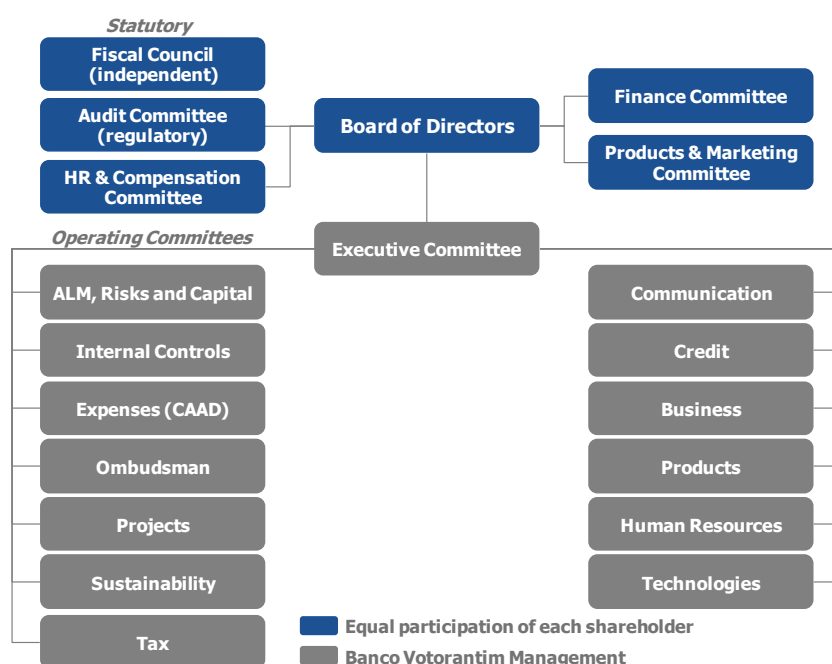 Statutory
Fiscal Council
(independent)
Audit Committee
(regulatory)
HR & Compensation
Committee
Board of Directors
Finance Committee
Products & Marketing
Committee
Operating Committees
Executive Committee
ALM, Risks and Capital
Internal Controls
Expenses (CAAD)
Ombudsman
Projects
Sustainability
Tax
Communication
Credit
Business
Products
Human Resources
Technologies
Equal participation of each shareholder
Banco Votorantim Management